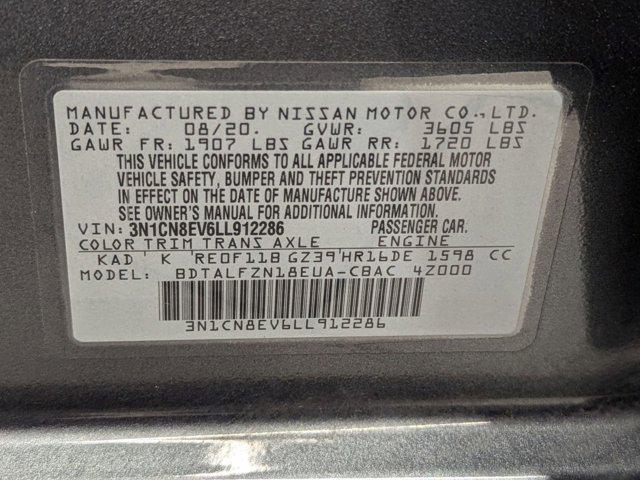 MANUFACTURED BY NISSAN MOTOR CO., LTD.
DATE: 08/20. GVWR: 3605 LBS
GAWR FR: 1907 LBS GAWR RR: 1720 LBS
THIS VEHICLE CONFORMS TO ALL APPLICABLE FEDERAL MOTOR
VEHICLE SAFETY, BUMPER AND THEFT PREVENTION STANDARDS
IN EFFECT ON THE DATE OF MANUFACTURE SHOWN ABOVE.
SEE OWNER'S MANUAL FOR ADDITIONAL INFORMATION.
VIN: 3N1CN8EV6LL912286 PASSENGER CAR.
COLOR TRIM TRANS AXLE ENGINE
KAD ' K 'RE0F11B GZ39'HR16DE 1598 CC
MODEL: BDTALFZN18EUA-CBAC 4Z000
3N1CN8EV6LL912286